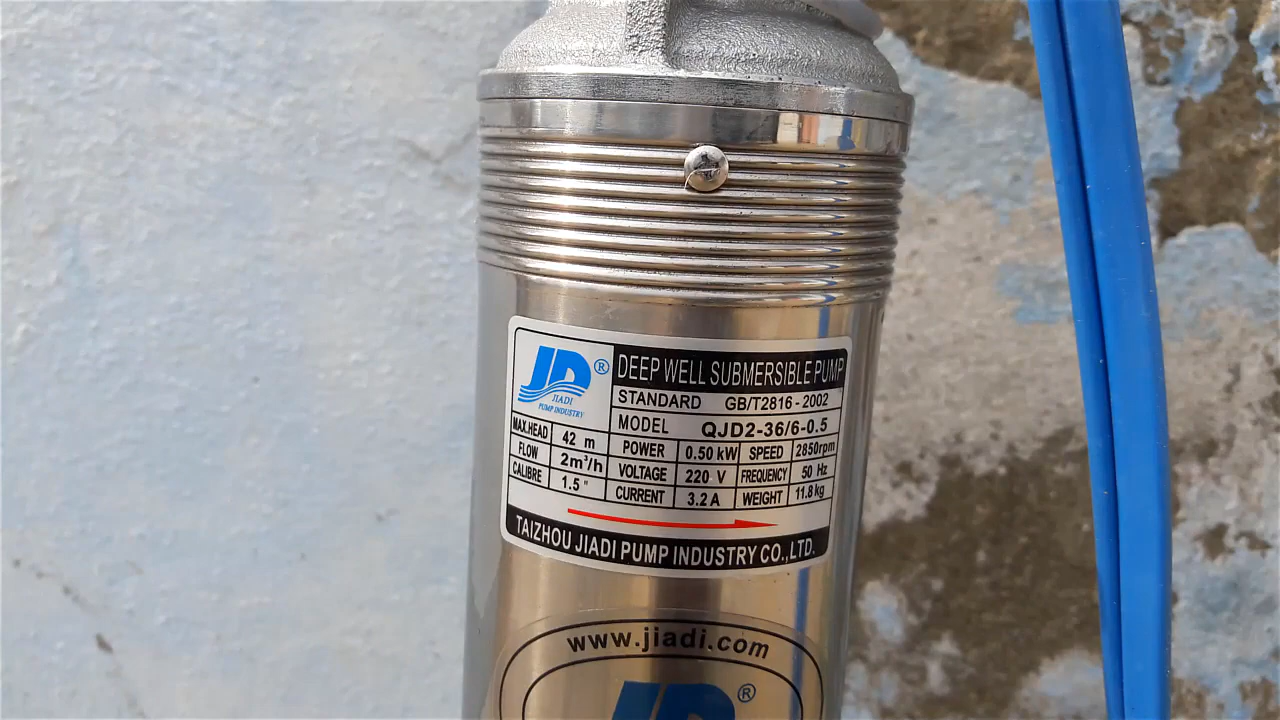 JD®
JIADI
PUMP INDUSTRY
DEEP WELL SUBMERSIBLE PUMP
STANDARD GB/T2816-2002
MODEL QJD2-36/6-0.5
MAX.HEAD 42 m POWER 0.50 kW SPEED 2850rpm
FLOW 2m³/h VOLTAGE 220 V FREQUENCY 50 Hz
CALIBRE 1.5" CURRENT 3.2 A WEIGHT 11.8 kg
TAIZHOU JIADI PUMP INDUSTRY CO.,LTD.
www.jiadi.com
JD®